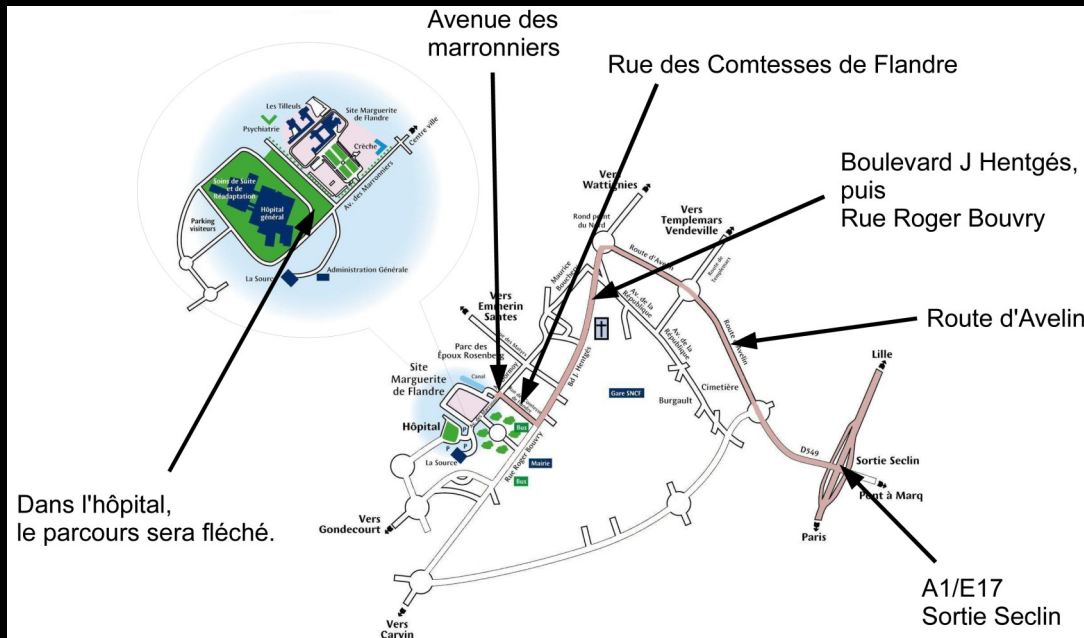 Avenue des
marronniers
Rue des Comtesses de Flandre
Boulevard J Hentgés,
puis
Rue Roger Bouvry
Route d'Avelin
A1/E17
Sortie Seclin
Dans l'hôpital,
le parcours sera fléché.
Les Tilleuls
Psychiatrie
Site Marguerite
de Flandre
Crèche
Centre ville
Av. des Marronniers
Soins de Suite
et de
Réadaptation
Hôpital
général
Parking
visiteurs
La Source
Administration Générale
Vers
Wattignies
Rond point
du Nord
Vers
Templemars
Vendeville
Route de
Templemars
Route d'Avelin
Maurice
Av. de la
République
Av. de la
République
Route d'Avelin
Vers
Emmerin
Santes
Parc des
Époux Rosenberg
Canal
Site
Marguerite
de Flandre
Hôpital
P
P
P
La Source
Bd J. Hentgés
Gare SNCF
Cimetière
Burgault
Bus
Rue Roger Bouvry
Mairie
Bus
Vers
Gondecourt
Vers
Carvin
Lille
D549
Sortie Seclin
Pont à Marq
Paris